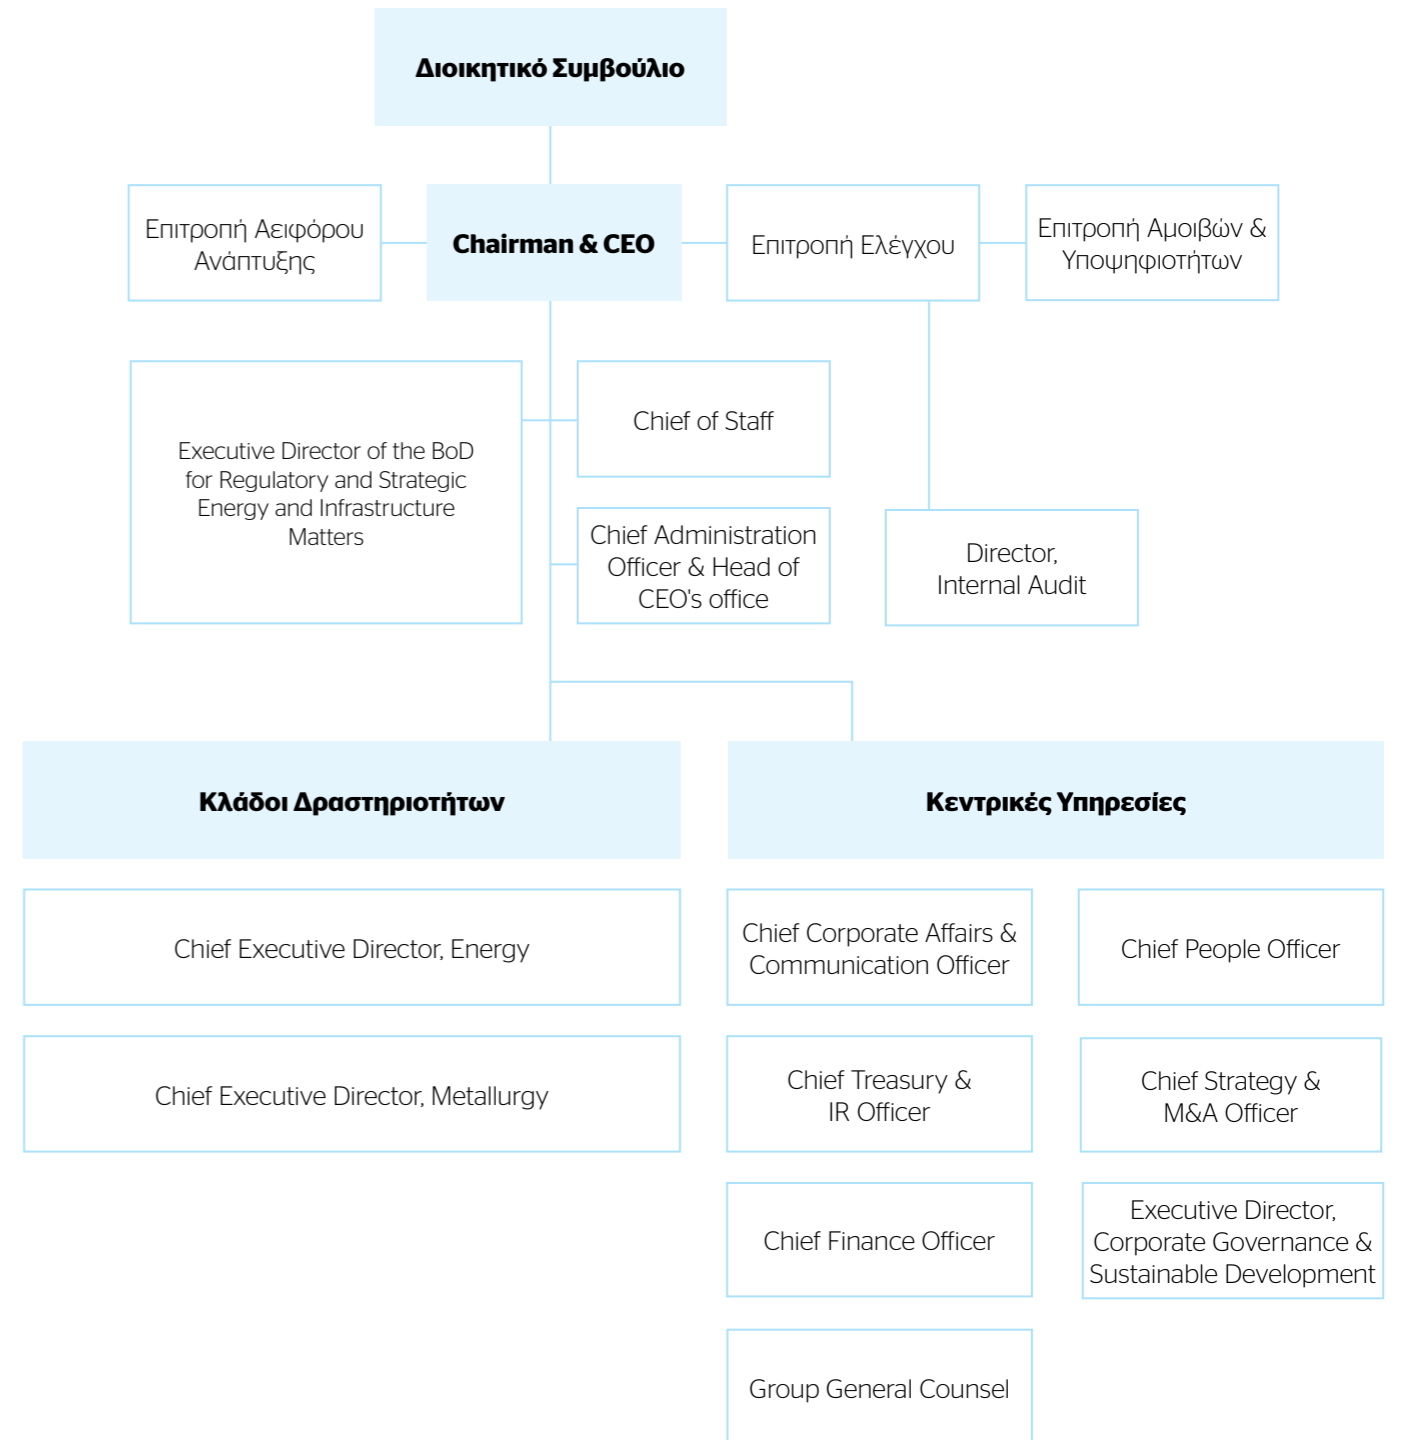 Διοικητικό Συμβούλιο
Επιτροπή Αειφόρου
Ανάπτυξης
Chairman & CEO
Επιτροπή Ελέγχου
Επιτροπή Αμοιβών &
Υποψηφιοτήτων
Executive Director of the BoD
for Regulatory and Strategic
Energy and Infrastructure
Matters
Chief of Staff
Chief Administration
Officer & Head of
CEO's office
Director,
Internal Audit
Κλάδοι Δραστηριοτήτων
Chief Executive Director, Energy
Chief Executive Director, Metallurgy
Κεντρικές Υπηρεσίες
Chief Corporate Affairs &
Communication Officer
Chief People Officer
Chief Treasury &
IR Officer
Chief Strategy &
M&A Officer
Chief Finance Officer
Executive Director,
Corporate Governance &
Sustainable Development
Group General Counsel